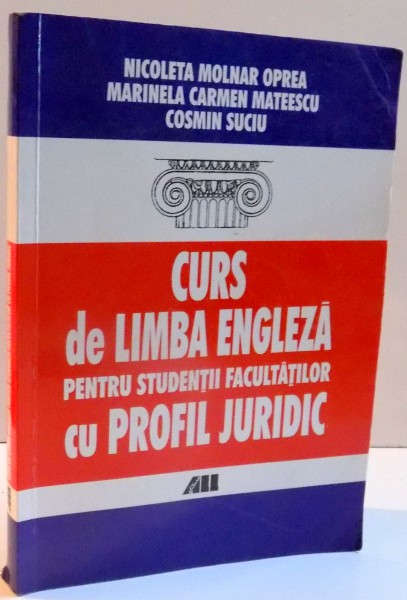 NICOLETA MOLNAR OPREA
MARINELA CARMEN MATEESCU
COSMIN SUCIU
CURS
de LIMBA ENGLEZĂ
PENTRU STUDENȚII FACULTĂȚILOR
cu PROFIL JURIDIC
ALL